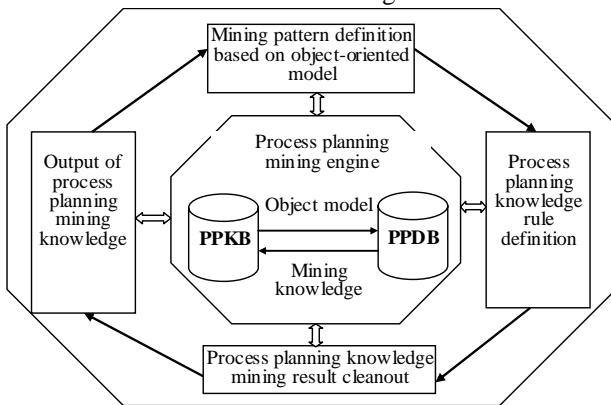 Mining pattern definition
based on object-oriented
model
Output of
process
planning
mining
knowledge
Process planning
mining engine
Object model
PPKB
PPDB
Mining
knowledge
Process
planning
knowledge
rule
definition
Process planning knowledge
mining result cleanout